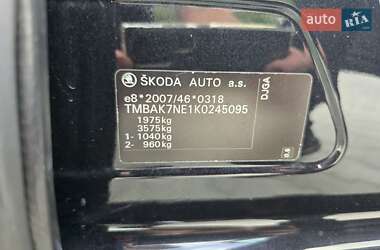 auto RIA
ŠKODA AUTO a.s.
e8*2007/46*0318
TMBAK7NE1K0245095
1975kg
3575kg
1- 1040kg
2- 960kg
DJGA